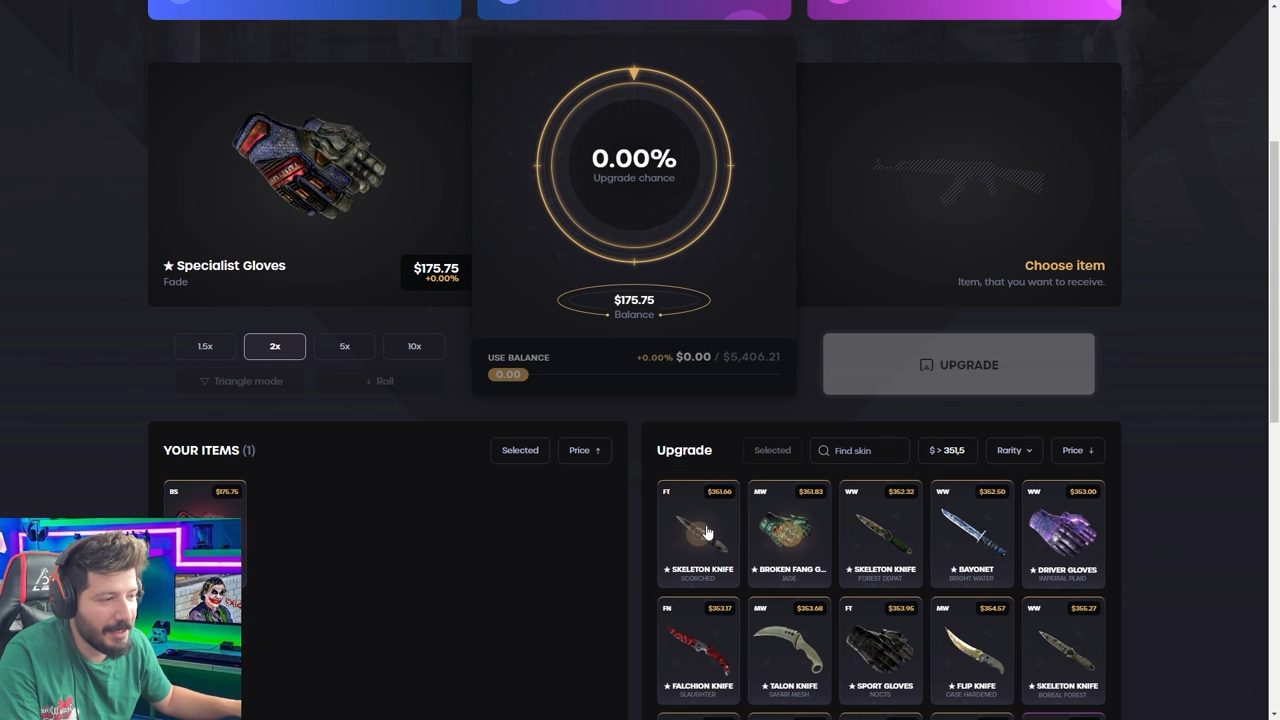 0.00%
Upgrade chance
★ Specialist Gloves
Fade
$175.75
+0.00%
$175.75
Balance
Choose item
Item, that you want to receive.
1.5x
2x
5x
10x
Triangle mode
Roll
USE BALANCE
+0.00% $0.00 / $5,406.21
0.00
UPGRADE
YOUR ITEMS (1)
Selected
Price ↑
BS
$175.75
Upgrade
Selected
Find skin
$ > 351,5
Rarity
Price ↓
FT
$351.66
★ SKELETON KNIFE
SCORCHED
MW
$351.83
★ BROKEN FANG G...
JADE
WW
$352.32
★ SKELETON KNIFE
FOREST DDPAT
WW
$352.50
★ BAYONET
BRIGHT WATER
WW
$353.00
★ DRIVER GLOVES
IMPERIAL PLAID
FN
$353.17
★ FALCHION KNIFE
SLAUGHTER
MW
$353.68
★ TALON KNIFE
SAFARI MESH
FT
$353.95
★ SPORT GLOVES
NOCTS
MW
$354.57
★ FLIP KNIFE
CASE HARDENED
WW
$355.27
★ SKELETON KNIFE
BOREAL FOREST